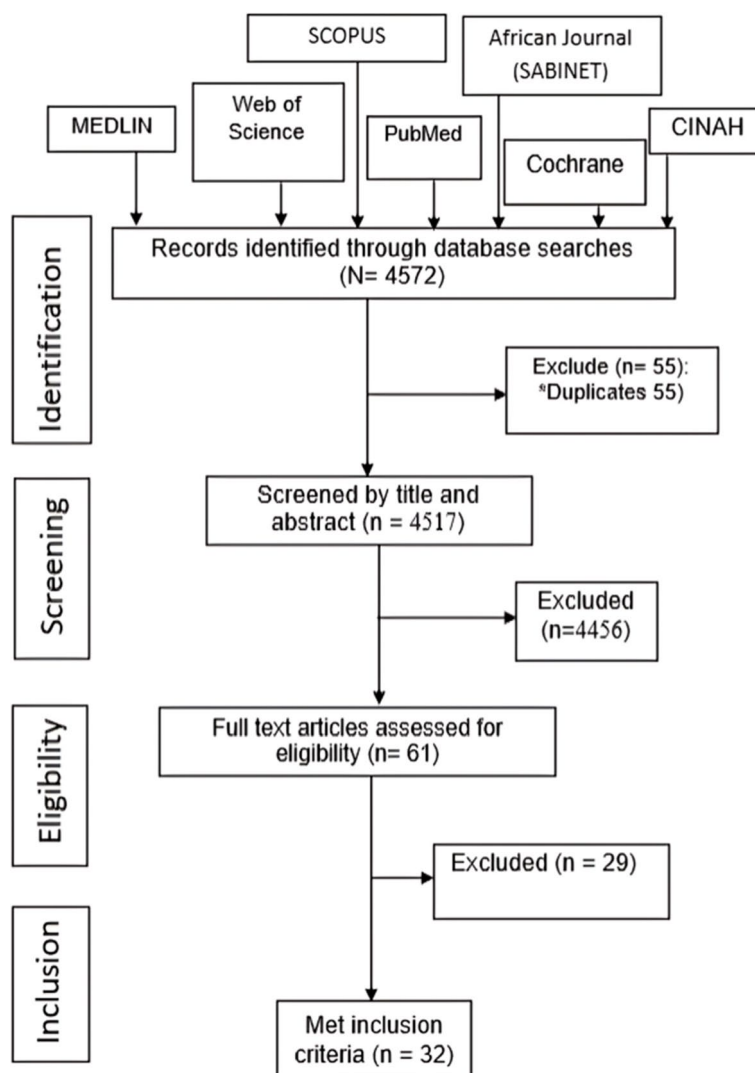 SCOPUS
African Journal
(SABINET)
MEDLIN
Web of
Science
PubMed
Cochrane
CINAH
Identification
Records identified through database searches
(N= 4572)
Exclude (n= 55):
*Duplicates 55)
Screening
Screened by title and
abstract (n = 4517)
Excluded
(n=4456)
Eligibility
Full text articles assessed for
eligibility (n= 61)
Excluded (n = 29)
Inclusion
Met inclusion
criteria (n = 32)